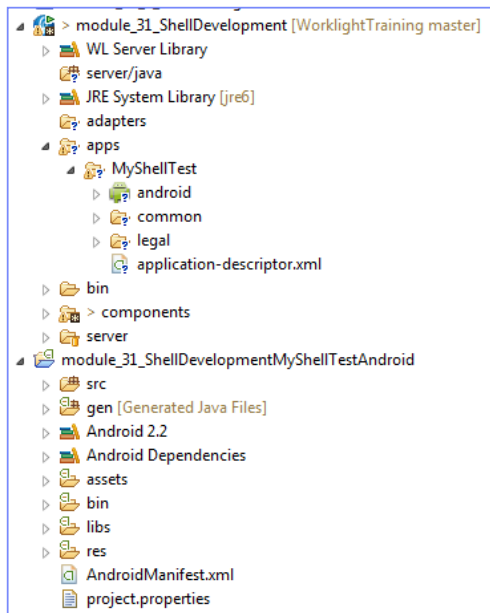 > module_31_ShellDevelopment [WorklightTraining master]
WL Server Library
server/java
JRE System Library [jre6]
adapters
apps
MyShellTest
android
common
legal
application-descriptor.xml
bin
> components
server
module_31_ShellDevelopmentMyShellTestAndroid
src
gen [Generated Java Files]
Android 2.2
Android Dependencies
assets
bin
libs
res
AndroidManifest.xml
project.properties